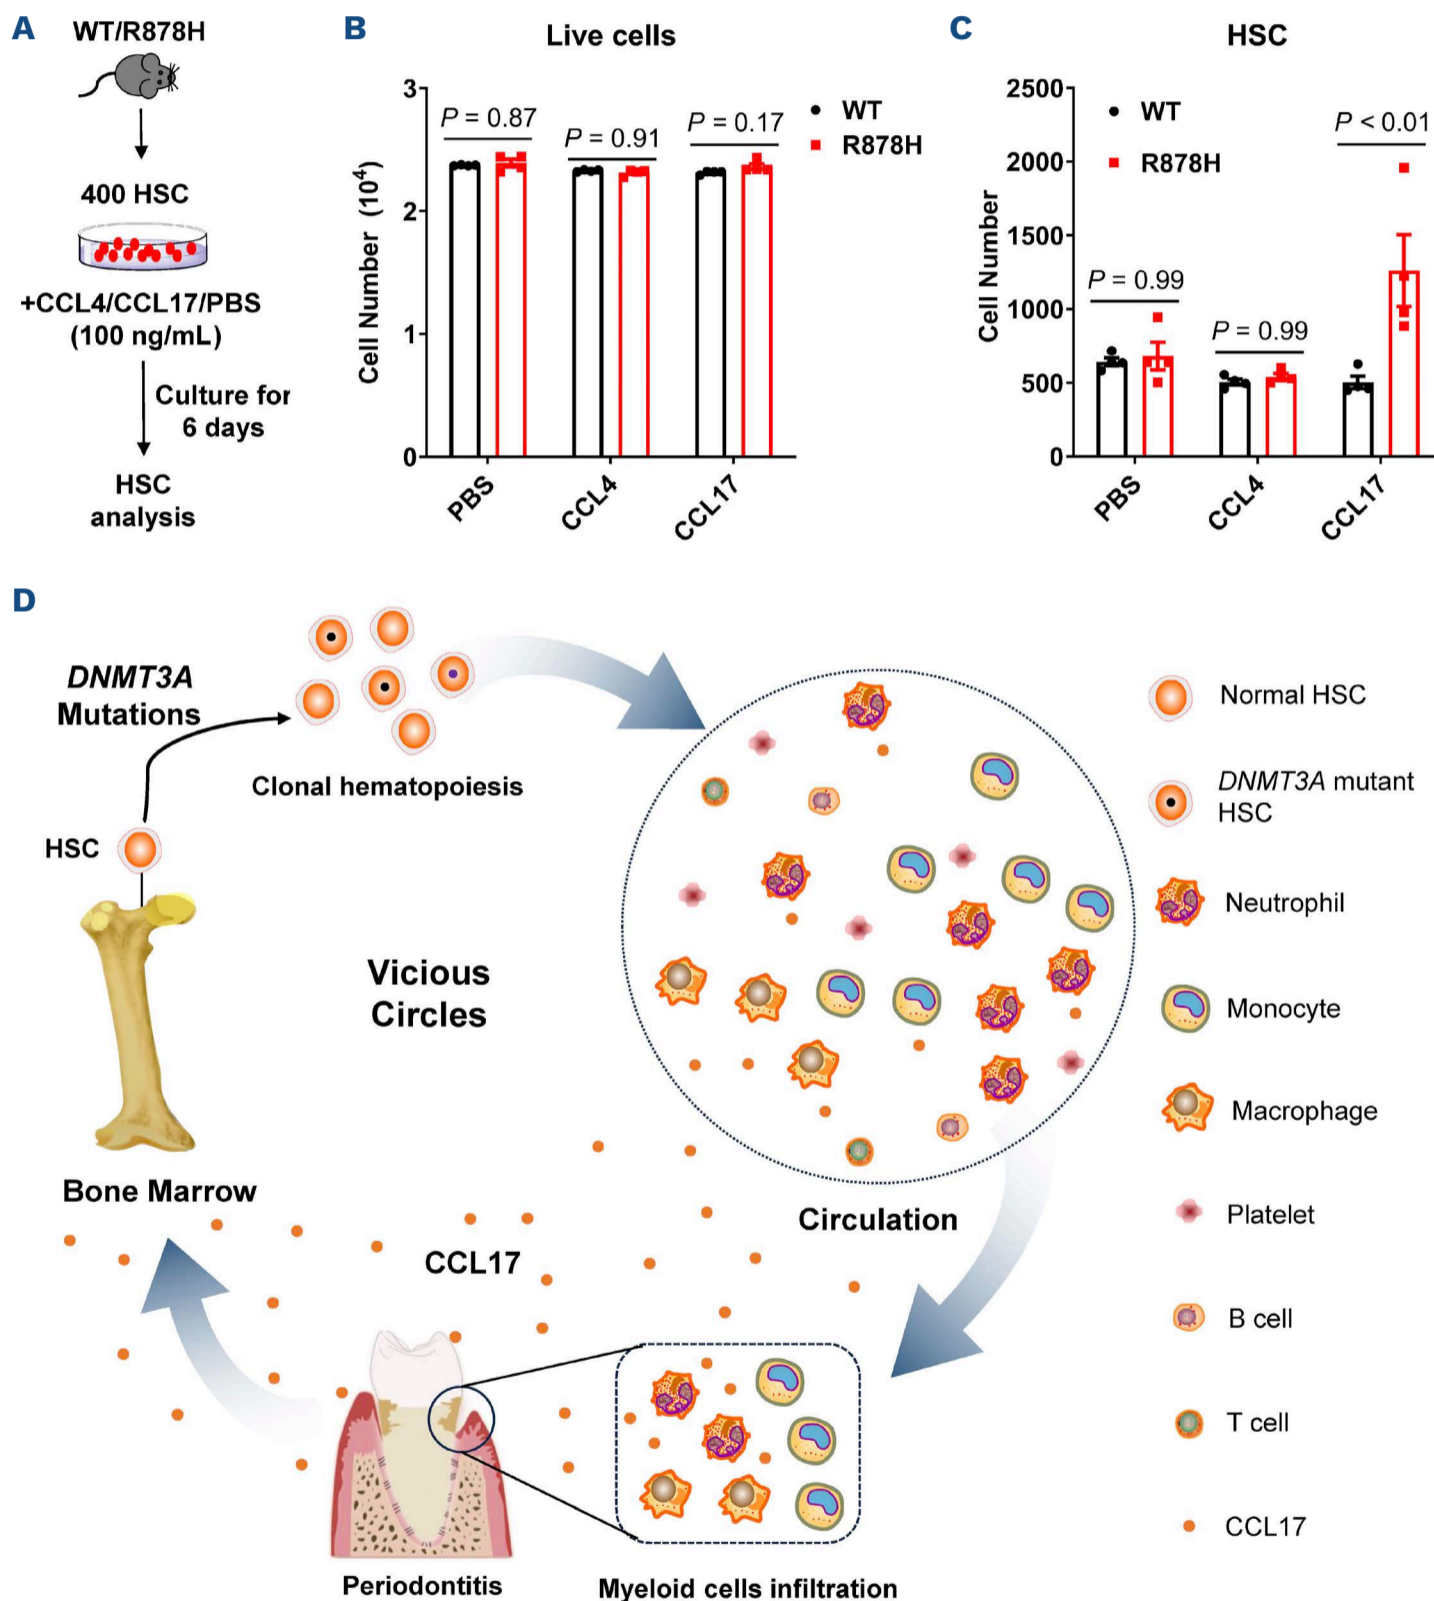 A
WT/R878H
400 HSC
+CCL4/CCL17/PBS
(100 ng/mL)
Culture for
6 days
HSC
analysis
B
Live cells
Cell Number (10⁴)
3
2
1
0
P = 0.87
P = 0.91
P = 0.17
WT
R878H
PBS
CCL4
CCL17
C
HSC
Cell Number
2500
2000
1500
1000
500
0
WT
R878H
P = 0.99
P = 0.99
P < 0.01
PBS
CCL4
CCL17
D
DNMT3A
Mutations
Clonal hematopoiesis
HSC
Vicious
Circles
Bone Marrow
Circulation
CCL17
Periodontitis
Myeloid cells infiltration
Normal HSC
DNMT3A mutant
HSC
Neutrophil
Monocyte
Macrophage
Platelet
B cell
T cell
CCL17